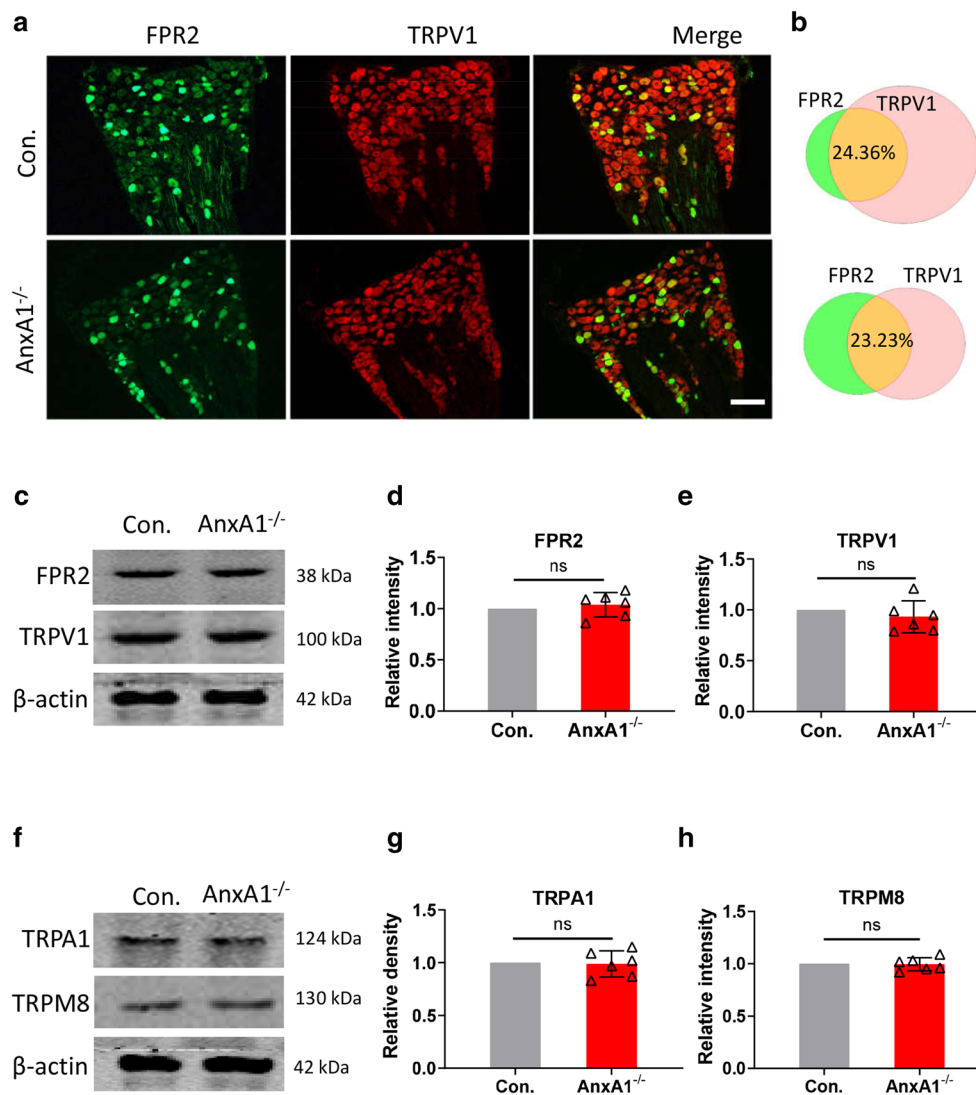 a
FPR2 TRPV1 Merge
Con.
AnxA1-/-
b
FPR2 TRPV1
24.36%
FPR2 TRPV1
23.23%
c
Con. AnxA1-/-
FPR2 38 kDa
TRPV1 100 kDa
β-actin 42 kDa
d
FPR2
ns
Relative intensity
1.5
1.0
0.5
0.0
Con. AnxA1-/-
e
TRPV1
ns
Relative intensity
1.5
1.0
0.5
0.0
Con. AnxA1-/-
f
Con. AnxA1-/-
TRPA1 124 kDa
TRPM8 130 kDa
β-actin 42 kDa
g
TRPA1
ns
Relative density
1.5
1.0
0.5
0.0
Con. AnxA1-/-
h
TRPM8
ns
Relative intensity
1.5
1.0
0.5
0.0
Con. AnxA1-/-